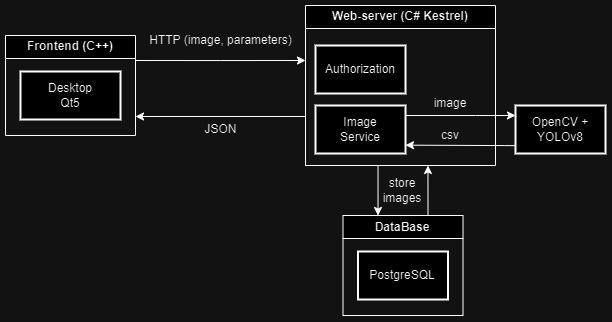 Web-server (C# Kestrel)
Frontend (C++)
HTTP (image, parameters)
Authorization
Desktop
Qt5
image
Image
Service
OpenCV +
YOLOv8
JSON
csv
store
images
DataBase
PostgreSQL